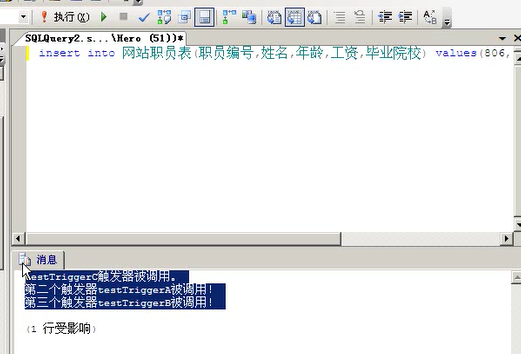 执行(X)
SQLQuery2.s...\Hero (51))*
insert into 网站职员表(职员编号,姓名,年龄,工资,毕业院校) values(806,
消息
testTriggerC触发器被调用。
第二个触发器testTriggerA被调用!
第三个触发器testTriggerB被调用!
(1 行受影响)